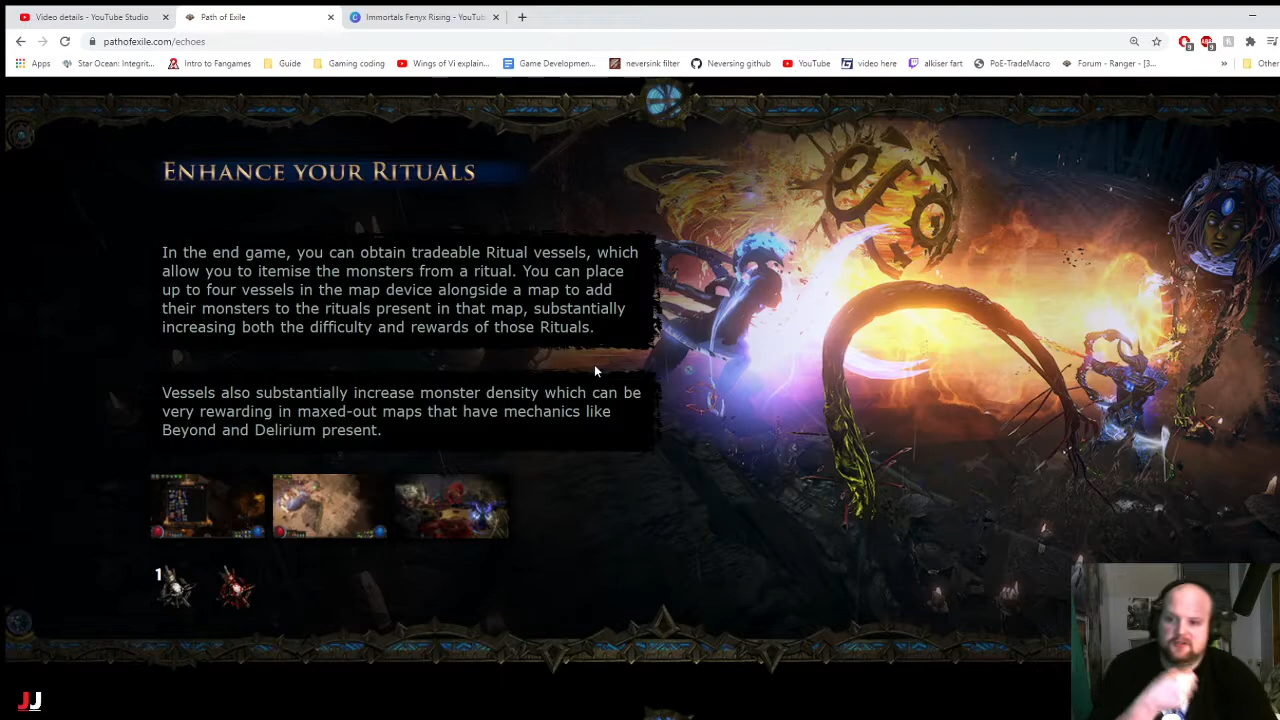 Video details - YouTube Studio
Path of Exile
Immortals Fenyx Rising - YouTub
pathofexile.com/echoes
Apps
Star Ocean: Integrit...
Intro to Fangames
Guide
Gaming coding
Wings of Vi explain...
Game Developmen...
neversink filter
Neversing github
YouTube
video here
alkiser fart
PoE-TradeMacro
Forum - Ranger - [3...
Other
ENHANCE YOUR RITUALS
In the end game, you can obtain tradeable Ritual vessels, which
allow you to itemise the monsters from a ritual. You can place
up to four vessels in the map device alongside a map to add
their monsters to the rituals present in that map, substantially
increasing both the difficulty and rewards of those Rituals.
Vessels also substantially increase monster density which can be
very rewarding in maxed-out maps that have mechanics like
Beyond and Delirium present.
1
JJ